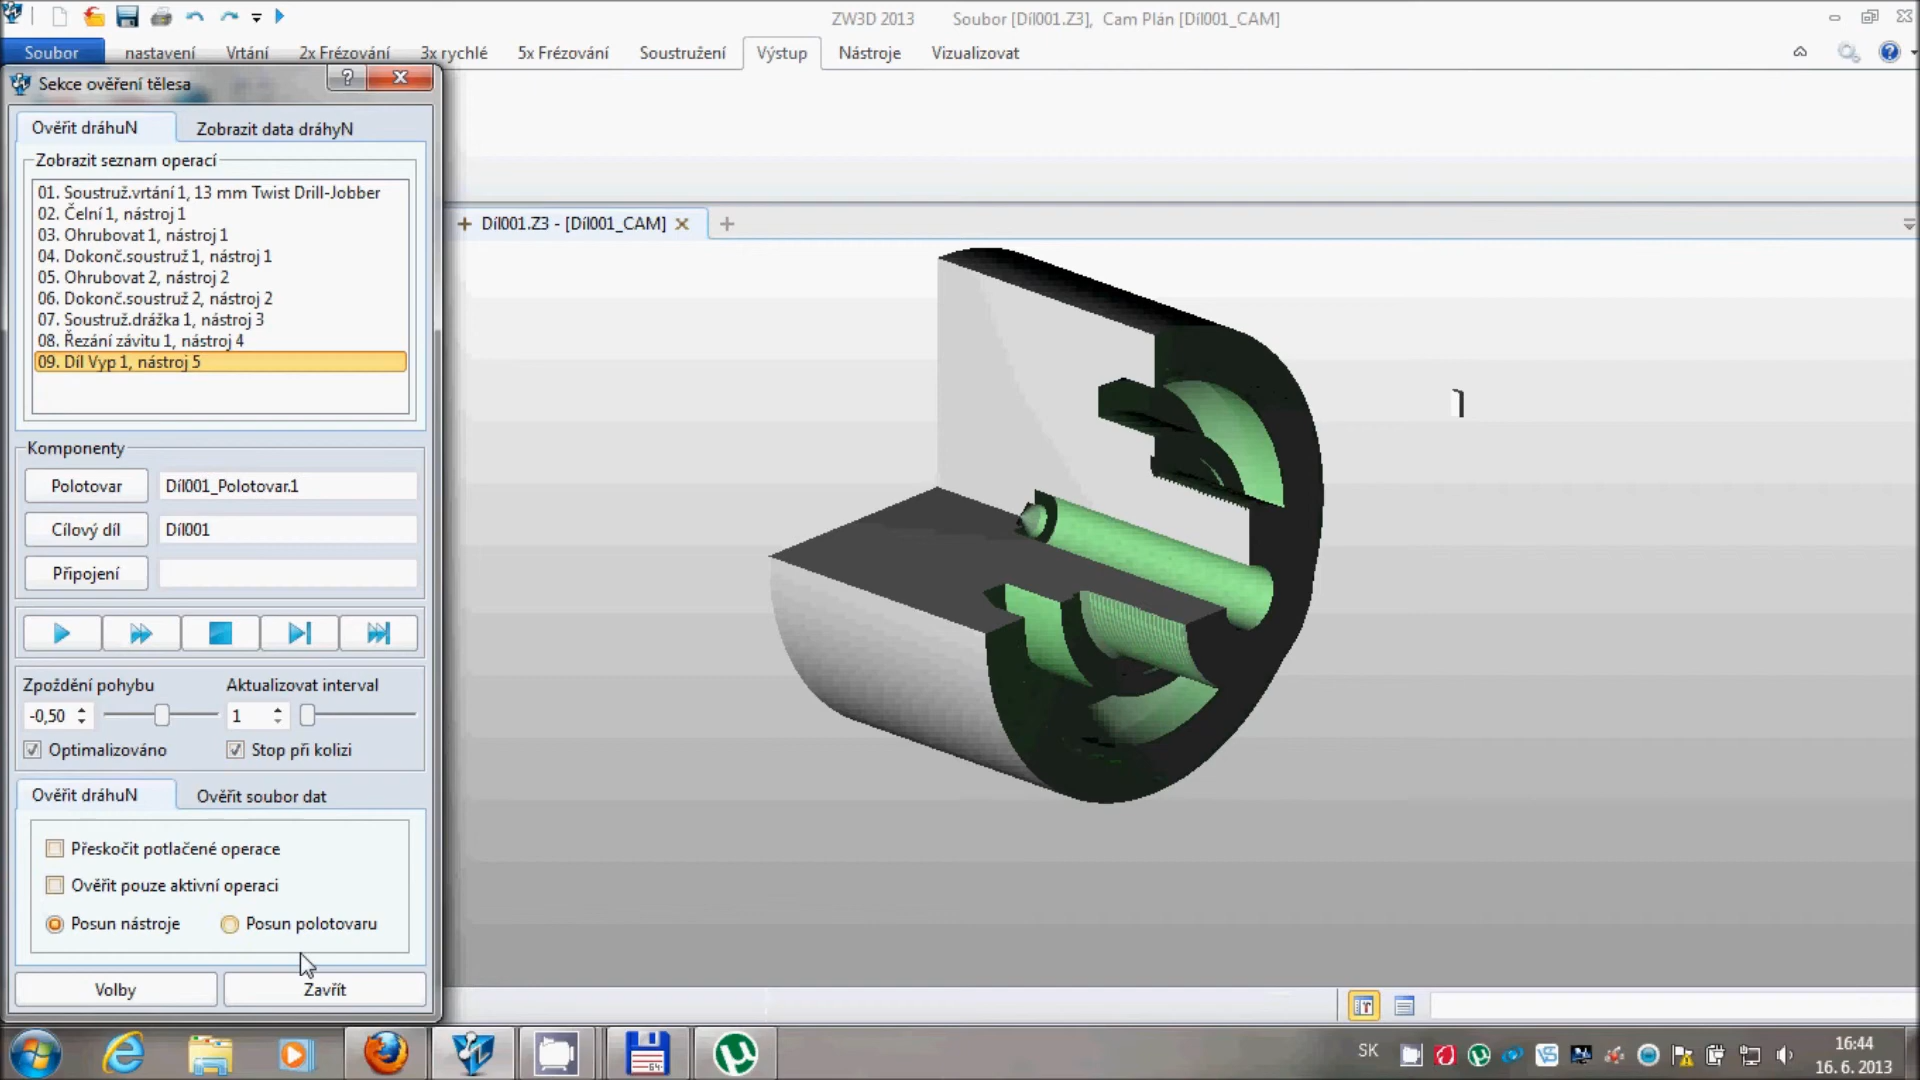 ZW3D 2013 Soubor [Díl001.Z3], Cam Plán [Díl001_CAM]
Soubor nastavení Vrtání 2x Frézování 3x rychlé 5x Frézování Soustružení Výstup Nástroje Vizualizovat
Sekce ověření tělesa
Ověřit dráhuN Zobrazit data dráhyN
Zobrazit seznam operací
01. Soustruž.vrtání 1, 13 mm Twist Drill-Jobber
02. Čelní 1, nástroj 1
03. Ohrubovat 1, nástroj 1
04. Dokonč.soustruž 1, nástroj 1
05. Ohrubovat 2, nástroj 2
06. Dokonč.soustruž 2, nástroj 2
07. Soustruž.drážka 1, nástroj 3
08. Řezání závitu 1, nástroj 4
09. Díl Vyp 1, nástroj 5
Díl001.Z3 - [Díl001_CAM]
Komponenty
Polotovar Díl001_Polotovar.1
Cílový díl Díl001
Připojení
Zpoždění pohybu Aktualizovat interval
-0,50 1
Optimalizováno Stop při kolizi
Ověřit dráhuN Ověřit soubor dat
Přeskočit potlačené operace
Ověřit pouze aktivní operaci
Posun nástroje Posun polotovaru
Volby Zavřít
SK
16:44
16. 6. 2013